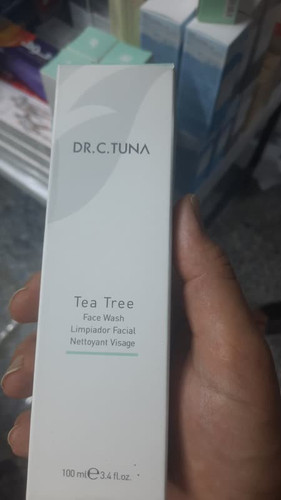 DR.C.TUNA
Tea Tree
Face Wash
Limpiador Facial
Nettoyant Visage
100 ml ℮ 3.4 fl.oz.